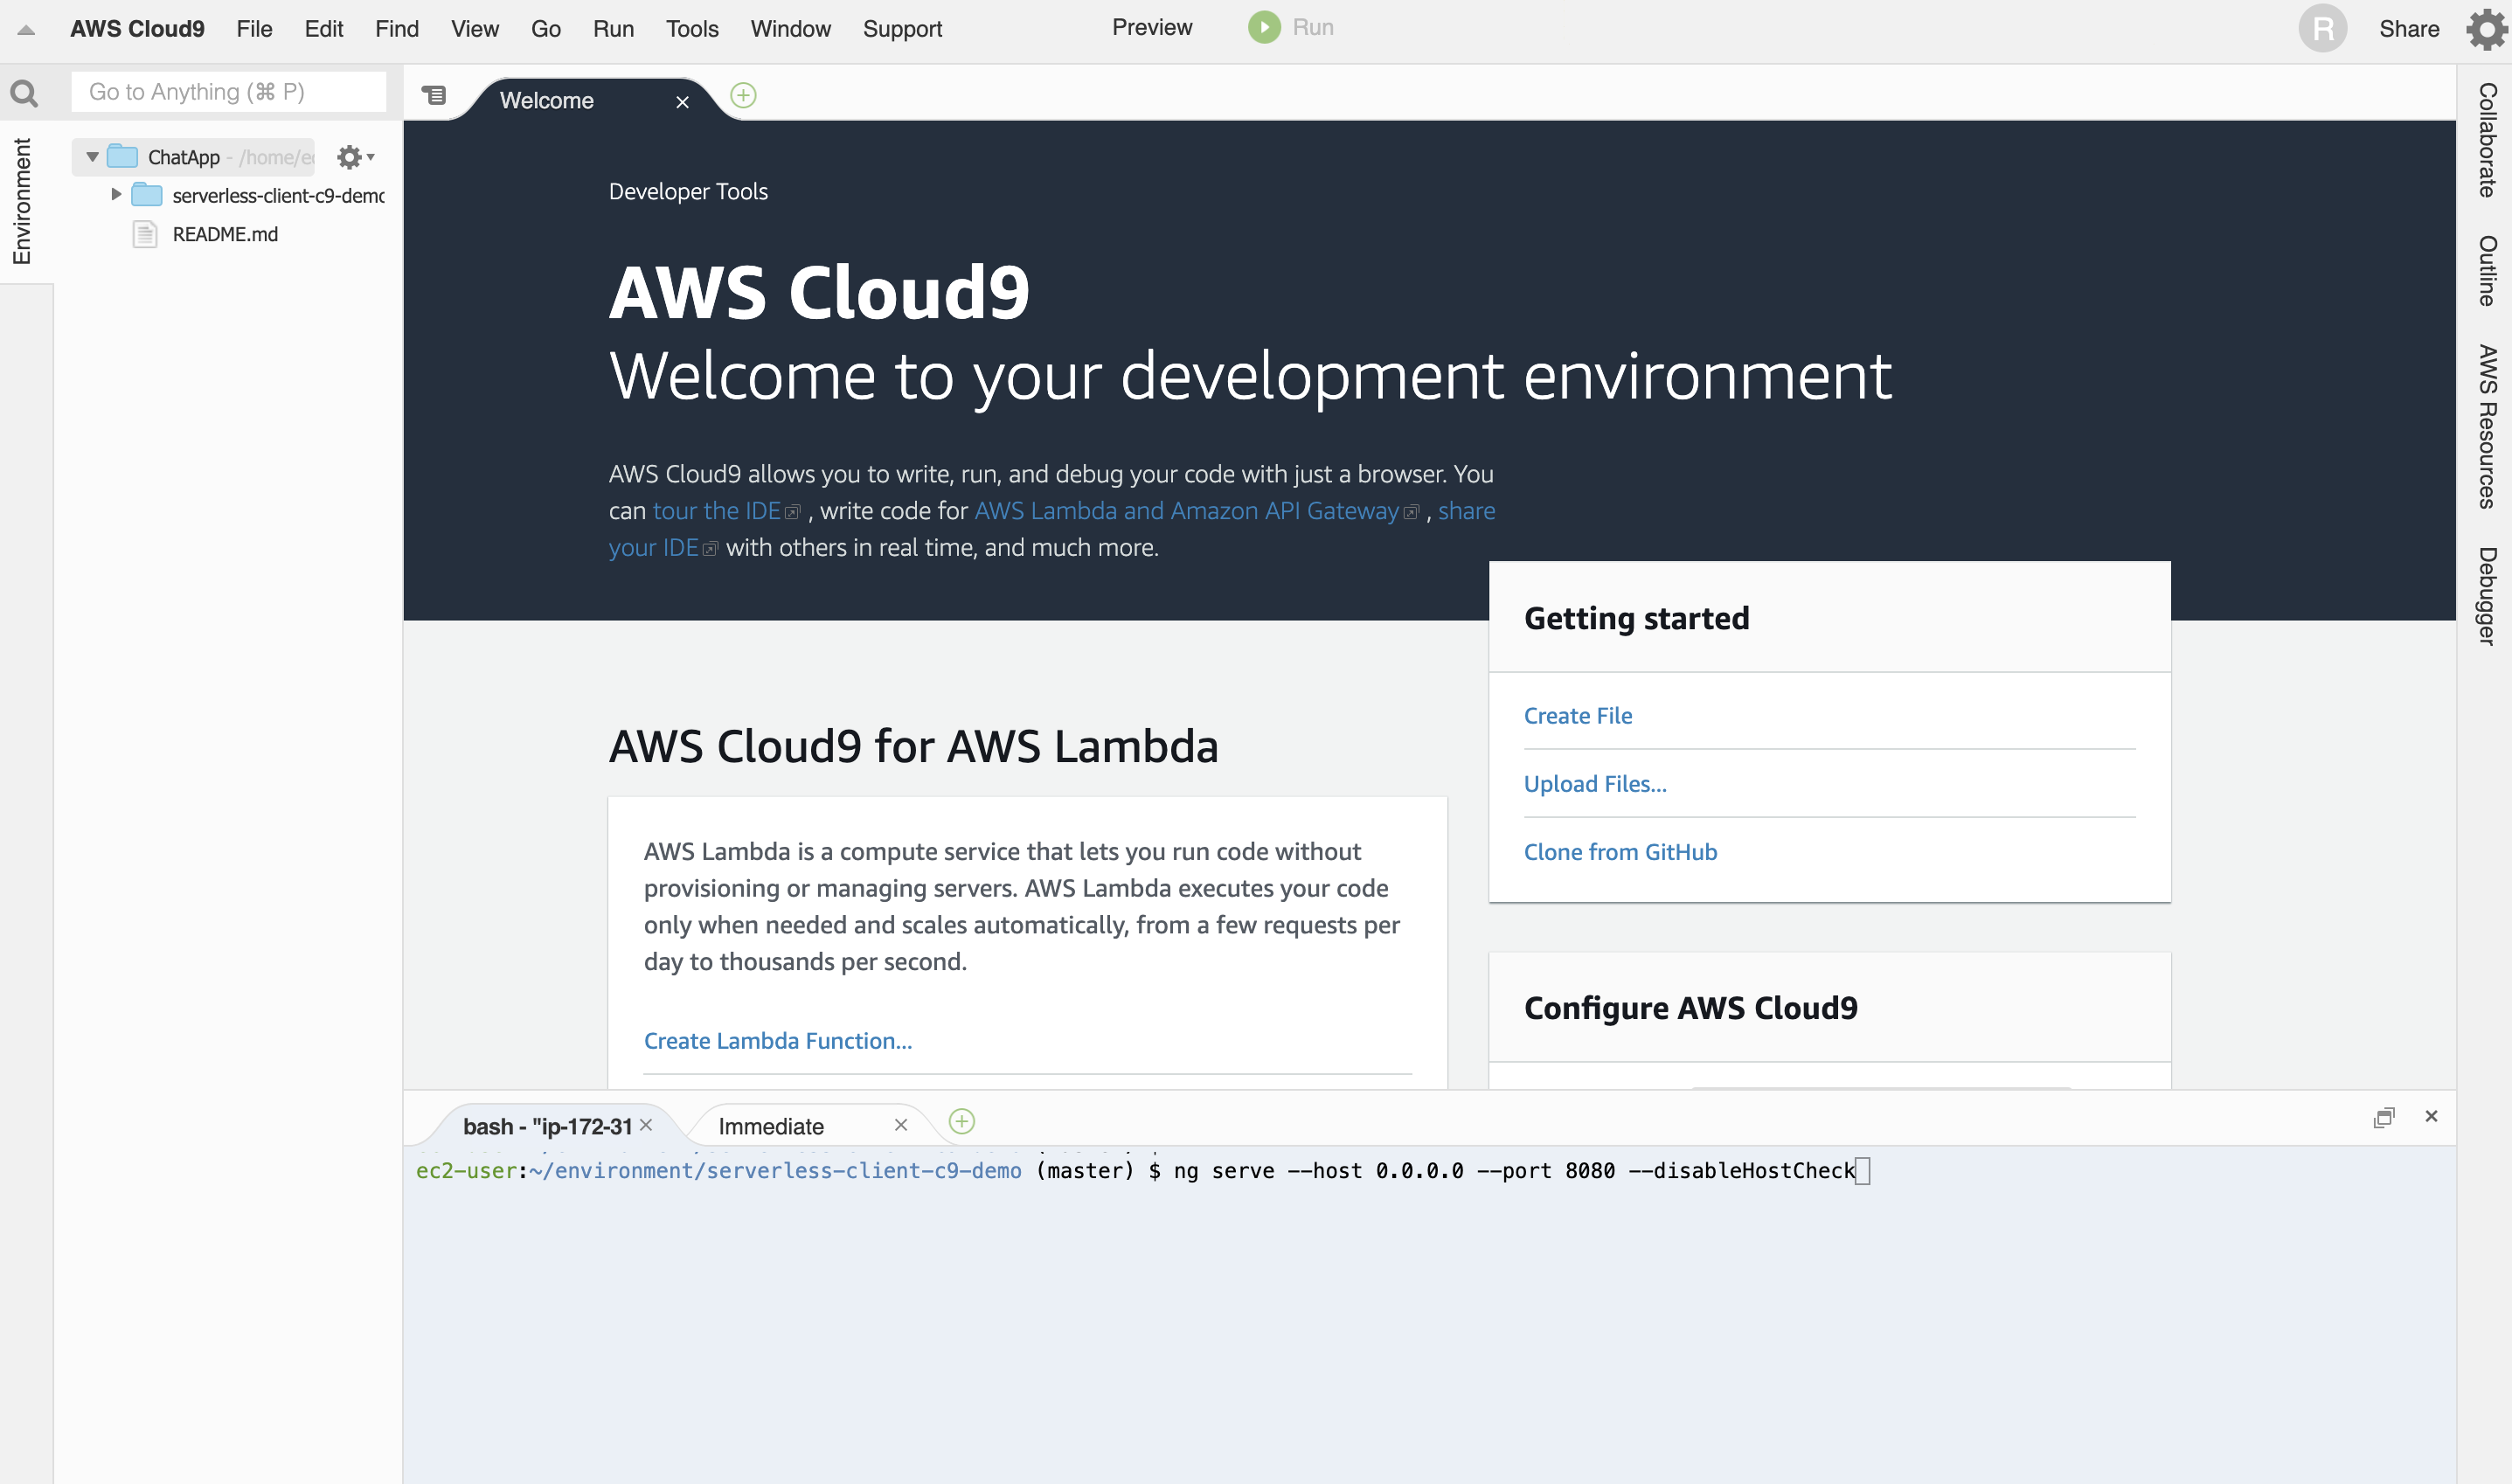 AWS Cloud9 File Edit Find View Go Run Tools Window Support Preview Run R Share
Go to Anything (⌘ P)
Welcome
Environment
ChatApp - /home/ec
serverless-client-c9-demo
README.md
Developer Tools
AWS Cloud9
Welcome to your development environment
AWS Cloud9 allows you to write, run, and debug your code with just a browser. You
can tour the IDE , write code for AWS Lambda and Amazon API Gateway , share
your IDE with others in real time, and much more.
Getting started
Create File
Upload Files...
Clone from GitHub
AWS Cloud9 for AWS Lambda
AWS Lambda is a compute service that lets you run code without
provisioning or managing servers. AWS Lambda executes your code
only when needed and scales automatically, from a few requests per
day to thousands per second.
Create Lambda Function...
Configure AWS Cloud9
Collaborate
Outline
AWS Resources
Debugger
bash - "ip-172-31
Immediate
ec2-user:~/environment/serverless-client-c9-demo (master) $ ng serve --host 0.0.0.0 --port 8080 --disableHostCheck